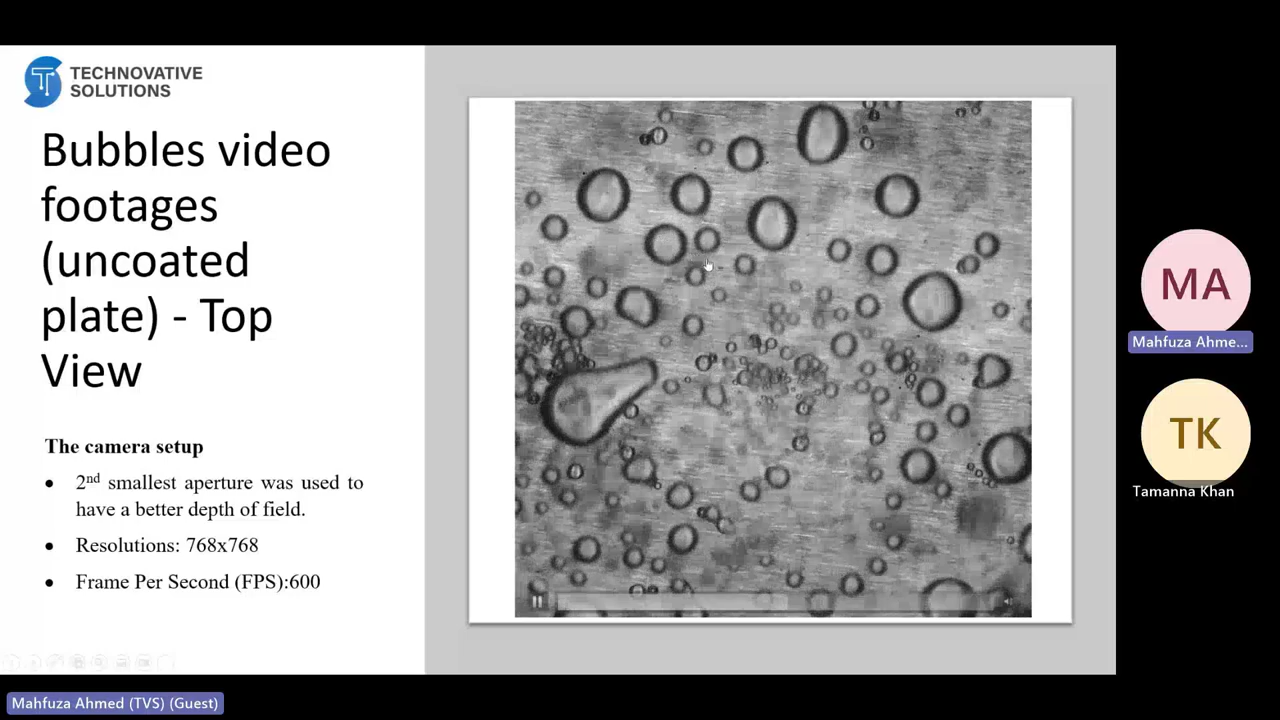 TECHNOVATIVE
SOLUTIONS
Bubbles video
footages
(uncoated
plate) - Top
View
The camera setup
• 2nd smallest aperture was used to
have a better depth of field.
• Resolutions: 768x768
• Frame Per Second (FPS):600
MA
Mahfuza Ahme...
TK
Tamanna Khan
Mahfuza Ahmed (TVS) (Guest)